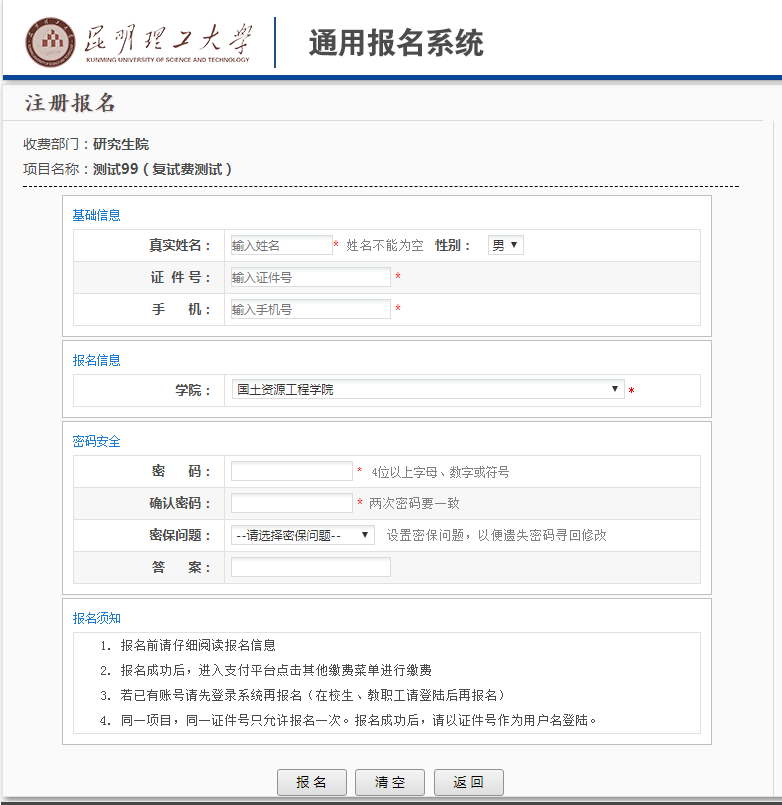 昆明理工大学
KUNMING UNIVERSITY OF SCIENCE AND TECHNOLOGY
通用报名系统
注册报名
收费部门：研究生院
项目名称：测试99（复试费测试）
基础信息
真实姓名： 输入姓名 * 姓名不能为空 性别： 男
证 件 号： 输入证件号 *
手 机： 输入手机号 *
报名信息
学院： 国土资源工程学院 *
密码安全
密 码： * 4位以上字母、数字或符号
确认密码： * 两次密码要一致
密保问题： --请选择密保问题-- 设置密保问题，以便遗失密码寻回修改
答 案：
报名须知
1. 报名前请仔细阅读报名信息
2. 报名成功后，进入支付平台点击其他缴费菜单进行缴费
3. 若已有账号请先登录系统再报名（在校生、教职工请登陆后再报名）
4. 同一项目，同一证件号只允许报名一次。报名成功后，请以证件号作为用户名登陆。
报 名 清 空 返 回